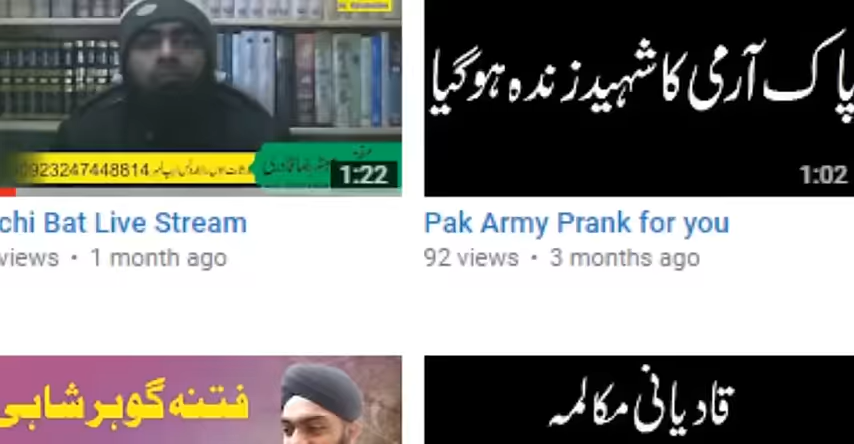 پاک آرمی کا شہید زندہ ہوگیا
00923247448814
1:22
1:02
chi Bat Live Stream
Pak Army Prank for you
views • 1 month ago
92 views • 3 months ago
فتنہ گوہر شاہی
قادیانی مکالمہ